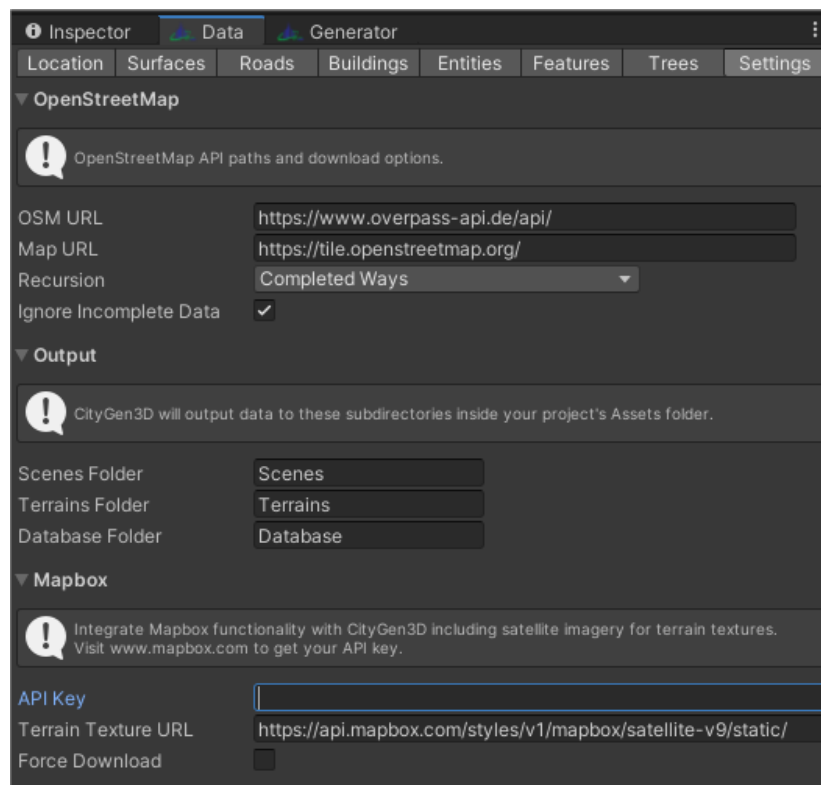 Inspector Data Generator
Location Surfaces Roads Buildings Entities Features Trees Settings
OpenStreetMap
OpenStreetMap API paths and download options.
OSM URL https://www.overpass-api.de/api/
Map URL https://tile.openstreetmap.org/
Recursion Completed Ways
Ignore Incomplete Data
Output
CityGen3D will output data to these subdirectories inside your project's Assets folder.
Scenes Folder Scenes
Terrains Folder Terrains
Database Folder Database
Mapbox
Integrate Mapbox functionality with CityGen3D including satellite imagery for terrain textures.
Visit www.mapbox.com to get your API key.
API Key
Terrain Texture URL https://api.mapbox.com/styles/v1/mapbox/satellite-v9/static/
Force Download